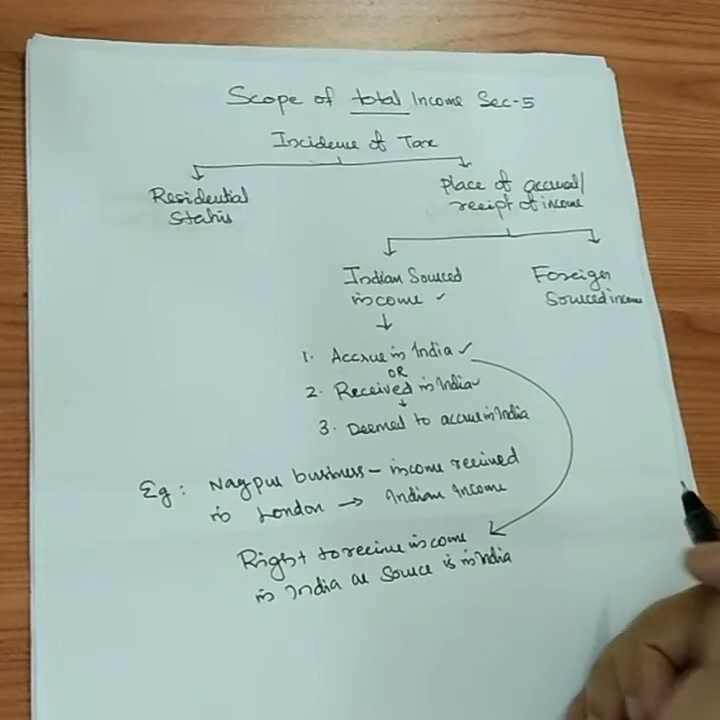 Scope of total Income Sec-5
Incidence of Tax
Residential
Status
Place of accrual/
receipt of income
Indian Sourced
income ✓
Foreign
Sourced income
1. Accrue in India ✓
OR
2. Received in India ✓
3. Deemed to accrue in India
Eg: Nagpur business - income received
in London → Indian Income
Right to receive income
in India as Source is in India